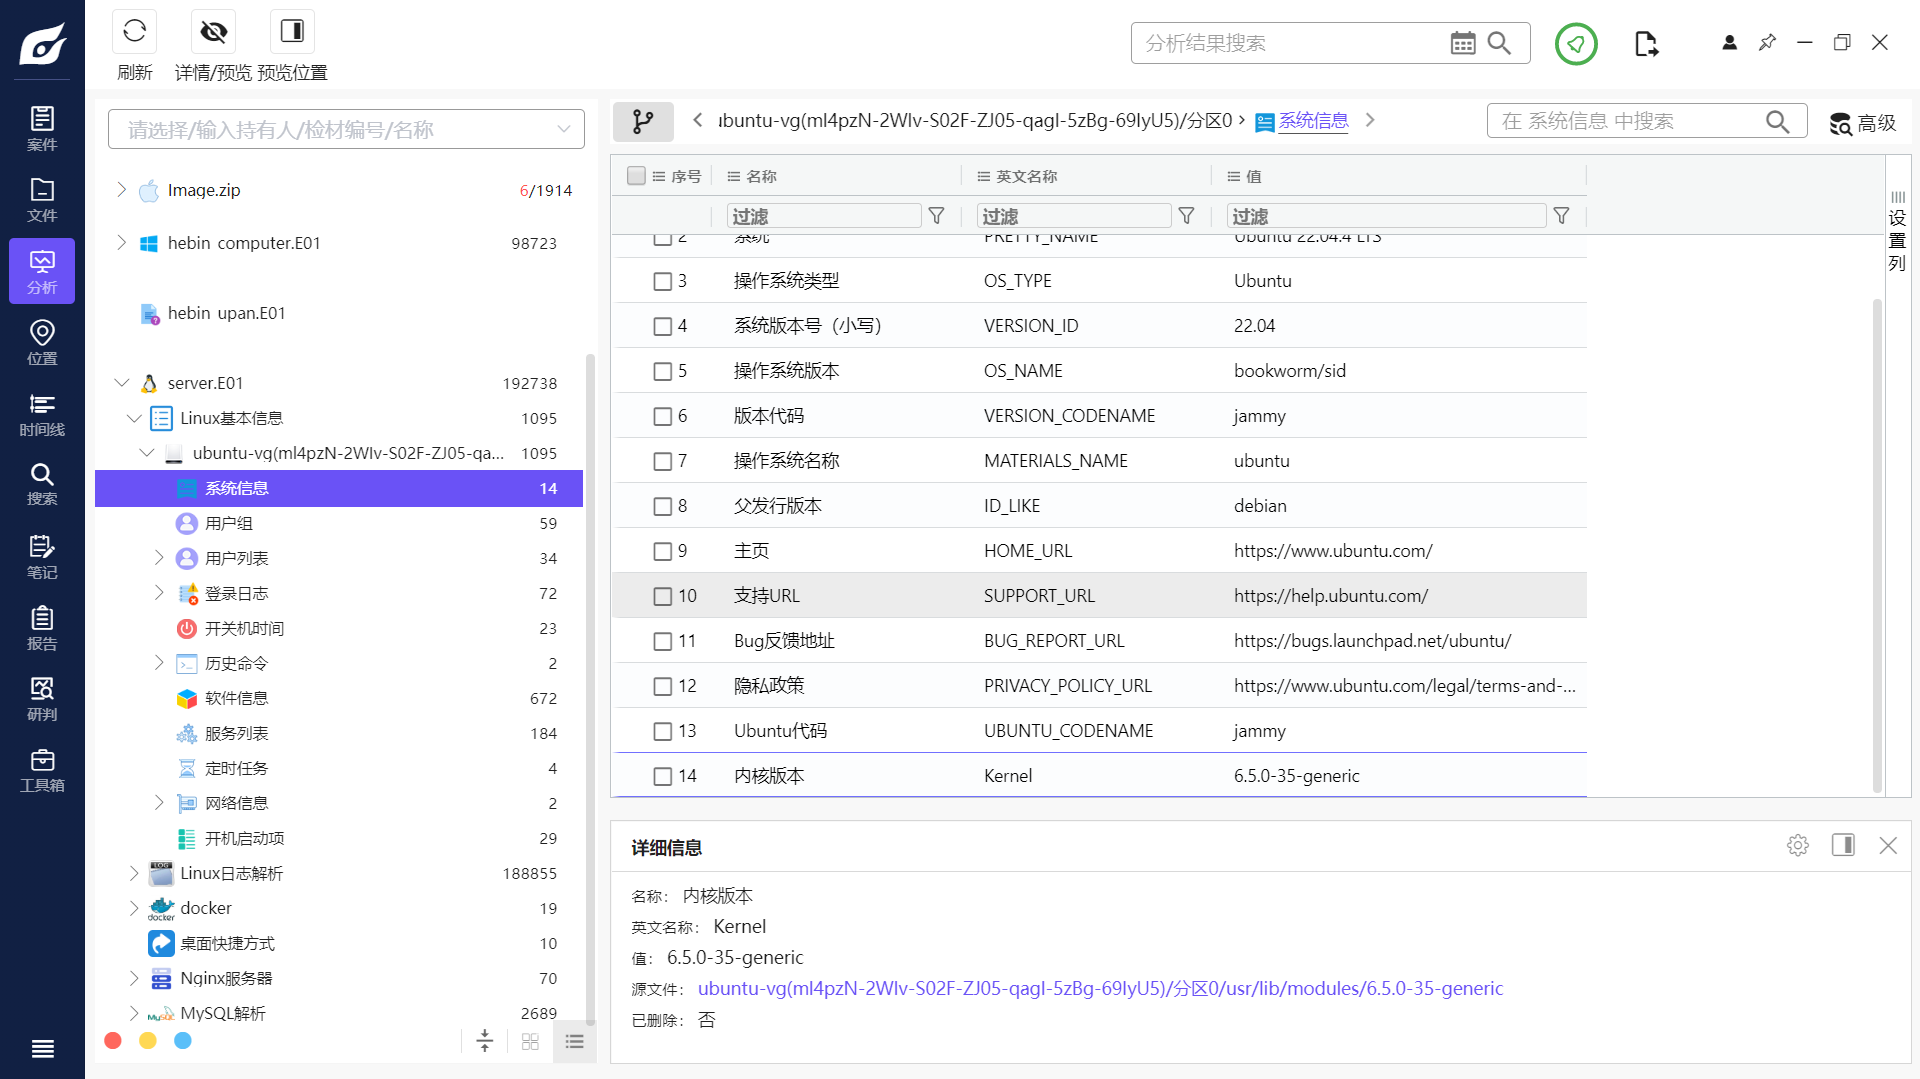 刷新
详情/预览
预览位置
分析结果搜索
案件
文件
分析
位置
时间线
搜索
笔记
报告
研判
工具箱
请选择/输入持有人/检材编号/名称
Image.zip 6/1914
hebin computer.E01 98723
hebin upan.E01
server.E01 192738
Linux基本信息 1095
ubuntu-vg(ml4pzN-2WIv-S02F-ZJ05-qa... 1095
系统信息 14
用户组 59
用户列表 34
登录日志 72
开关机时间 23
历史命令 2
软件信息 672
服务列表 184
定时任务 4
网络信息 2
开机启动项 29
Linux日志解析 188855
docker 19
桌面快捷方式 10
Nginx服务器 70
MySQL解析 2689
ubuntu-vg(ml4pzN-2WIv-S02F-ZJ05-qagI-5zBg-69IyU5)/分区0 › 系统信息
在 系统信息 中搜索
高级
序号 名称 英文名称 值
过滤 过滤 过滤
2 系统 PRETTY_NAME Ubuntu 22.04.4 LTS
3 操作系统类型 OS_TYPE Ubuntu
4 系统版本号（小写） VERSION_ID 22.04
5 操作系统版本 OS_NAME bookworm/sid
6 版本代码 VERSION_CODENAME jammy
7 操作系统名称 MATERIALS_NAME ubuntu
8 父发行版本 ID_LIKE debian
9 主页 HOME_URL https://www.ubuntu.com/
10 支持URL SUPPORT_URL https://help.ubuntu.com/
11 Bug反馈地址 BUG_REPORT_URL https://bugs.launchpad.net/ubuntu/
12 隐私政策 PRIVACY_POLICY_URL https://www.ubuntu.com/legal/terms-and-...
13 Ubuntu代码 UBUNTU_CODENAME jammy
14 内核版本 Kernel 6.5.0-35-generic
设置列
详细信息
名称： 内核版本
英文名称： Kernel
值： 6.5.0-35-generic
源文件： ubuntu-vg(ml4pzN-2WIv-S02F-ZJ05-qagI-5zBg-69IyU5)/分区0/usr/lib/modules/6.5.0-35-generic
已删除： 否